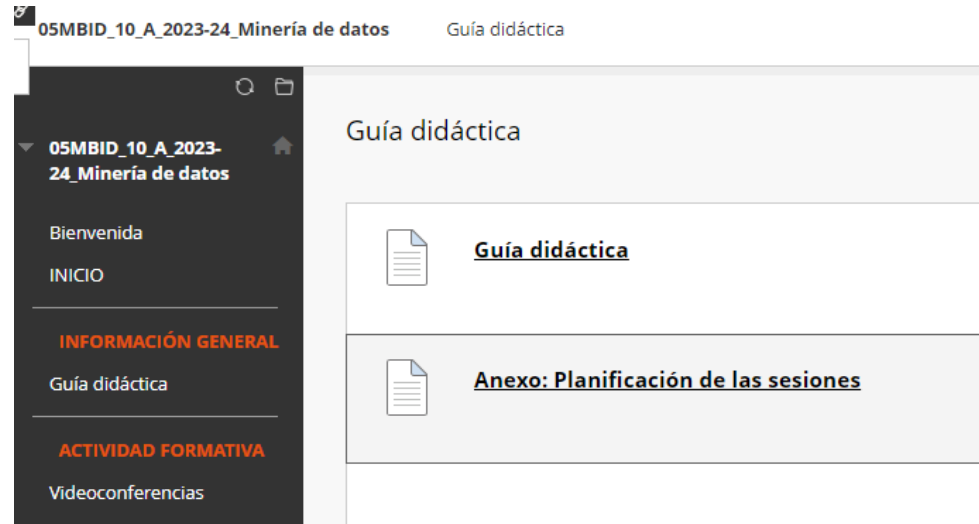 05MBID_10_A_2023-24_Minería de datos
Guía didáctica
05MBID_10_A_2023-
24_Minería de datos
Bienvenida
INICIO
INFORMACIÓN GENERAL
Guía didáctica
ACTIVIDAD FORMATIVA
Videoconferencias
Guía didáctica
Guía didáctica
Anexo: Planificación de las sesiones